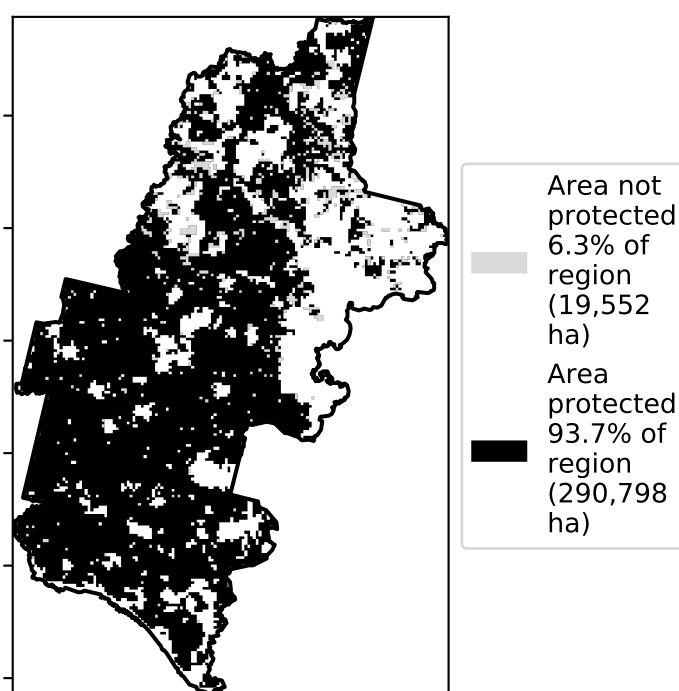 Area not
protected
6.3% of
region
(19,552
ha)
Area
protected
93.7% of
region
(290,798
ha)